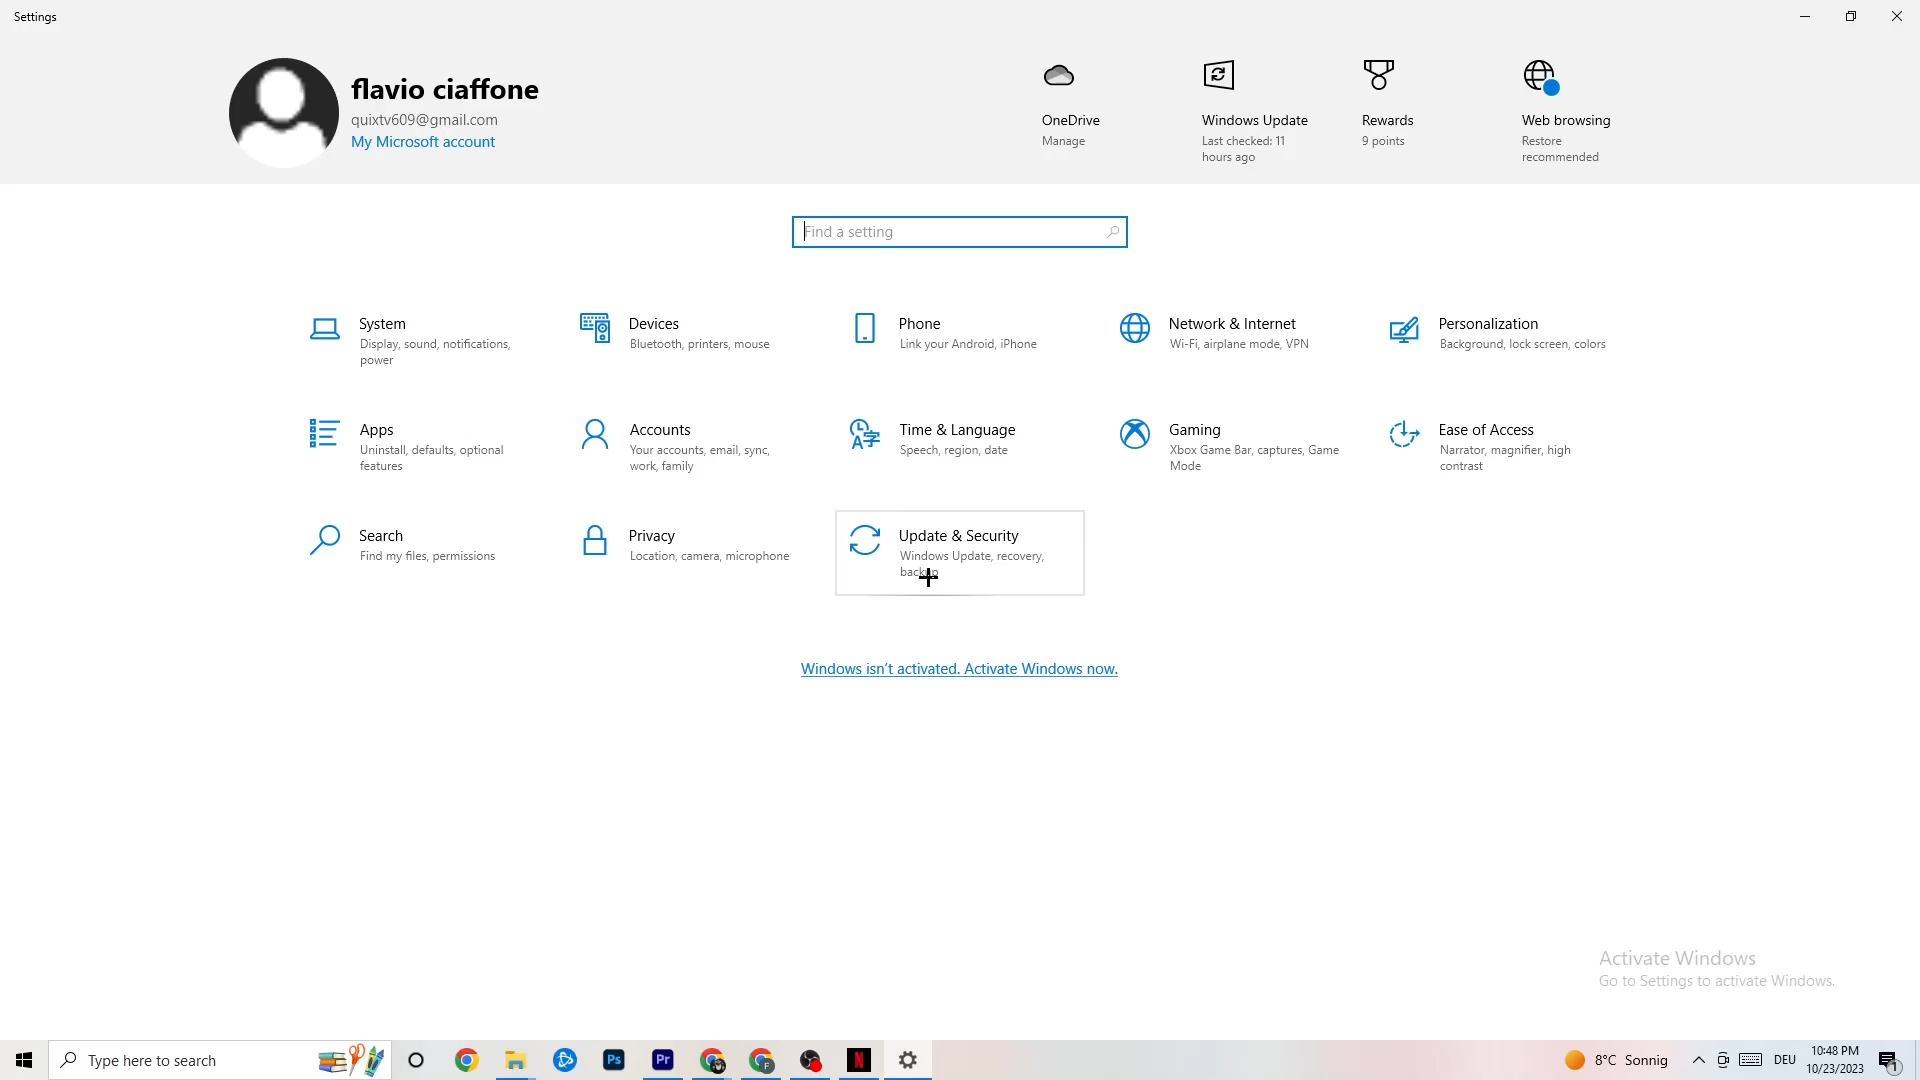 Settings
flavio ciaffone
quixtv609@gmail.com
My Microsoft account
OneDrive
Manage
Windows Update
Last checked: 11
hours ago
Rewards
9 points
Web browsing
Restore
recommended
Find a setting
System
Display, sound, notifications,
power
Devices
Bluetooth, printers, mouse
Phone
Link your Android, iPhone
Network & Internet
Wi-Fi, airplane mode, VPN
Personalization
Background, lock screen, colors
Apps
Uninstall, defaults, optional
features
Accounts
Your accounts, email, sync,
work, family
Time & Language
Speech, region, date
Gaming
Xbox Game Bar, captures, Game
Mode
Ease of Access
Narrator, magnifier, high
contrast
Search
Find my files, permissions
Privacy
Location, camera, microphone
Update & Security
Windows Update, recovery,
backup
Windows isn't activated. Activate Windows now.
Activate Windows
Go to Settings to activate Windows.
Type here to search
Ps
Pr
F
N
8°C Sonnig
DEU
10:48 PM
10/23/2023
1